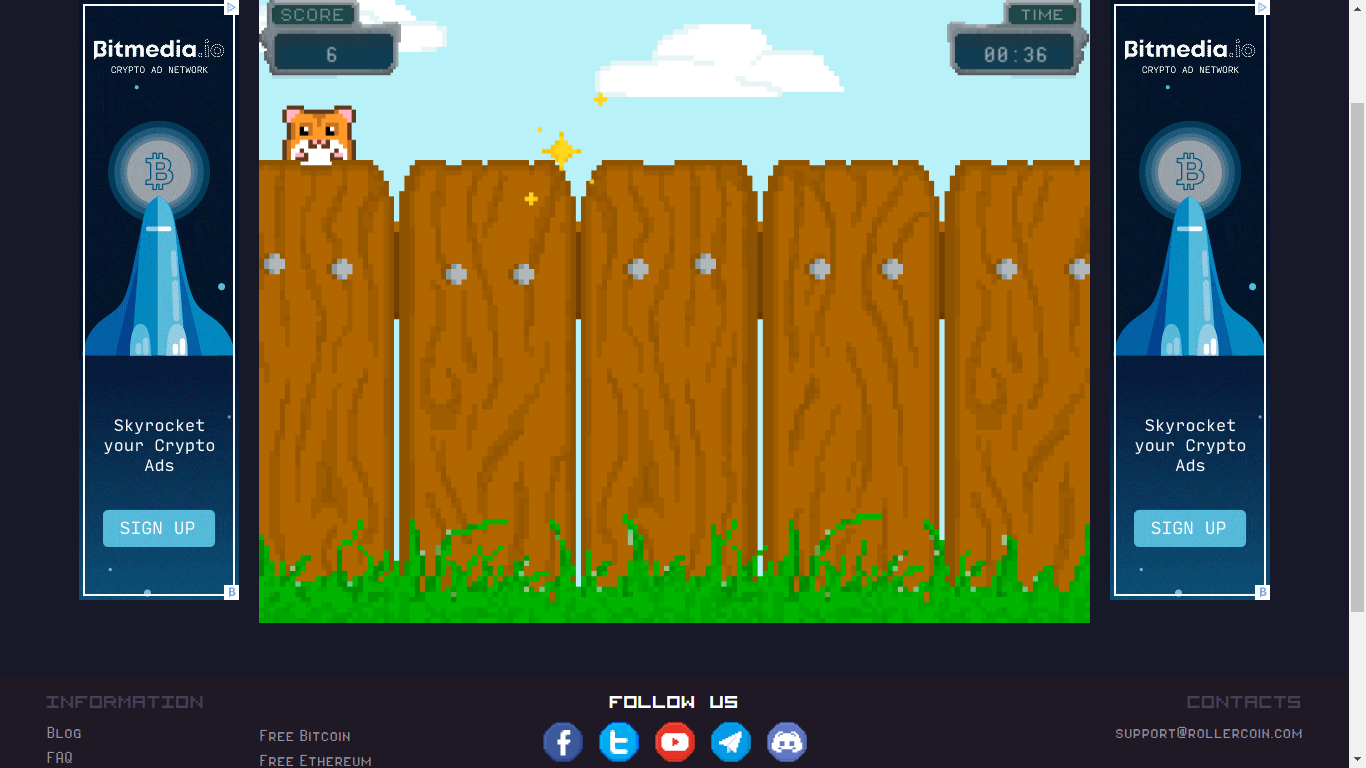 Bitmedia.io
CRYPTO AD NETWORK
Skyrocket
your Crypto
Ads
SIGN UP
SCORE
6
TIME
00:36
Bitmedia.io
CRYPTO AD NETWORK
Skyrocket
your Crypto
Ads
SIGN UP
INFORMATION
Blog
FAQ
Free Bitcoin
Free Ethereum
FOLLOW US
CONTACTS
support@rollercoin.com